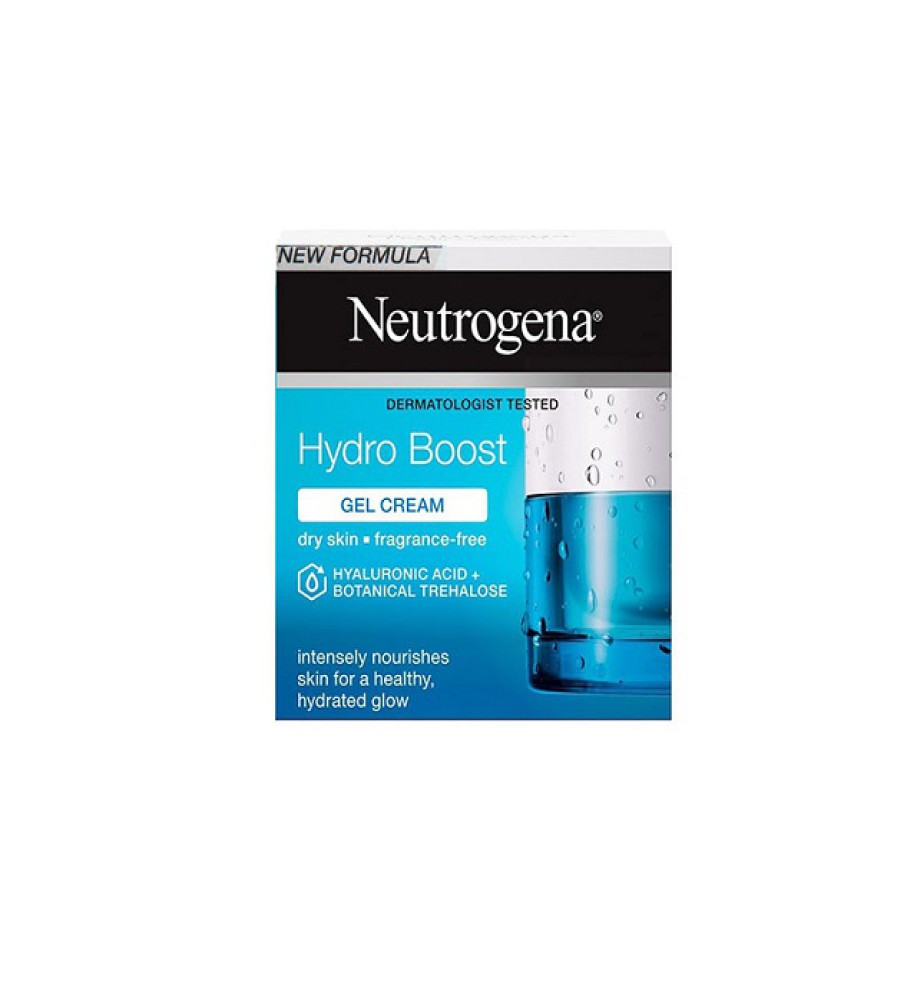 NEW FORMULA
Neutrogena®
DERMATOLOGIST TESTED
Hydro Boost
GEL CREAM
dry skin ▪ fragrance-free
HYALURONIC ACID +
BOTANICAL TREHALOSE
intensely nourishes
skin for a healthy,
hydrated glow